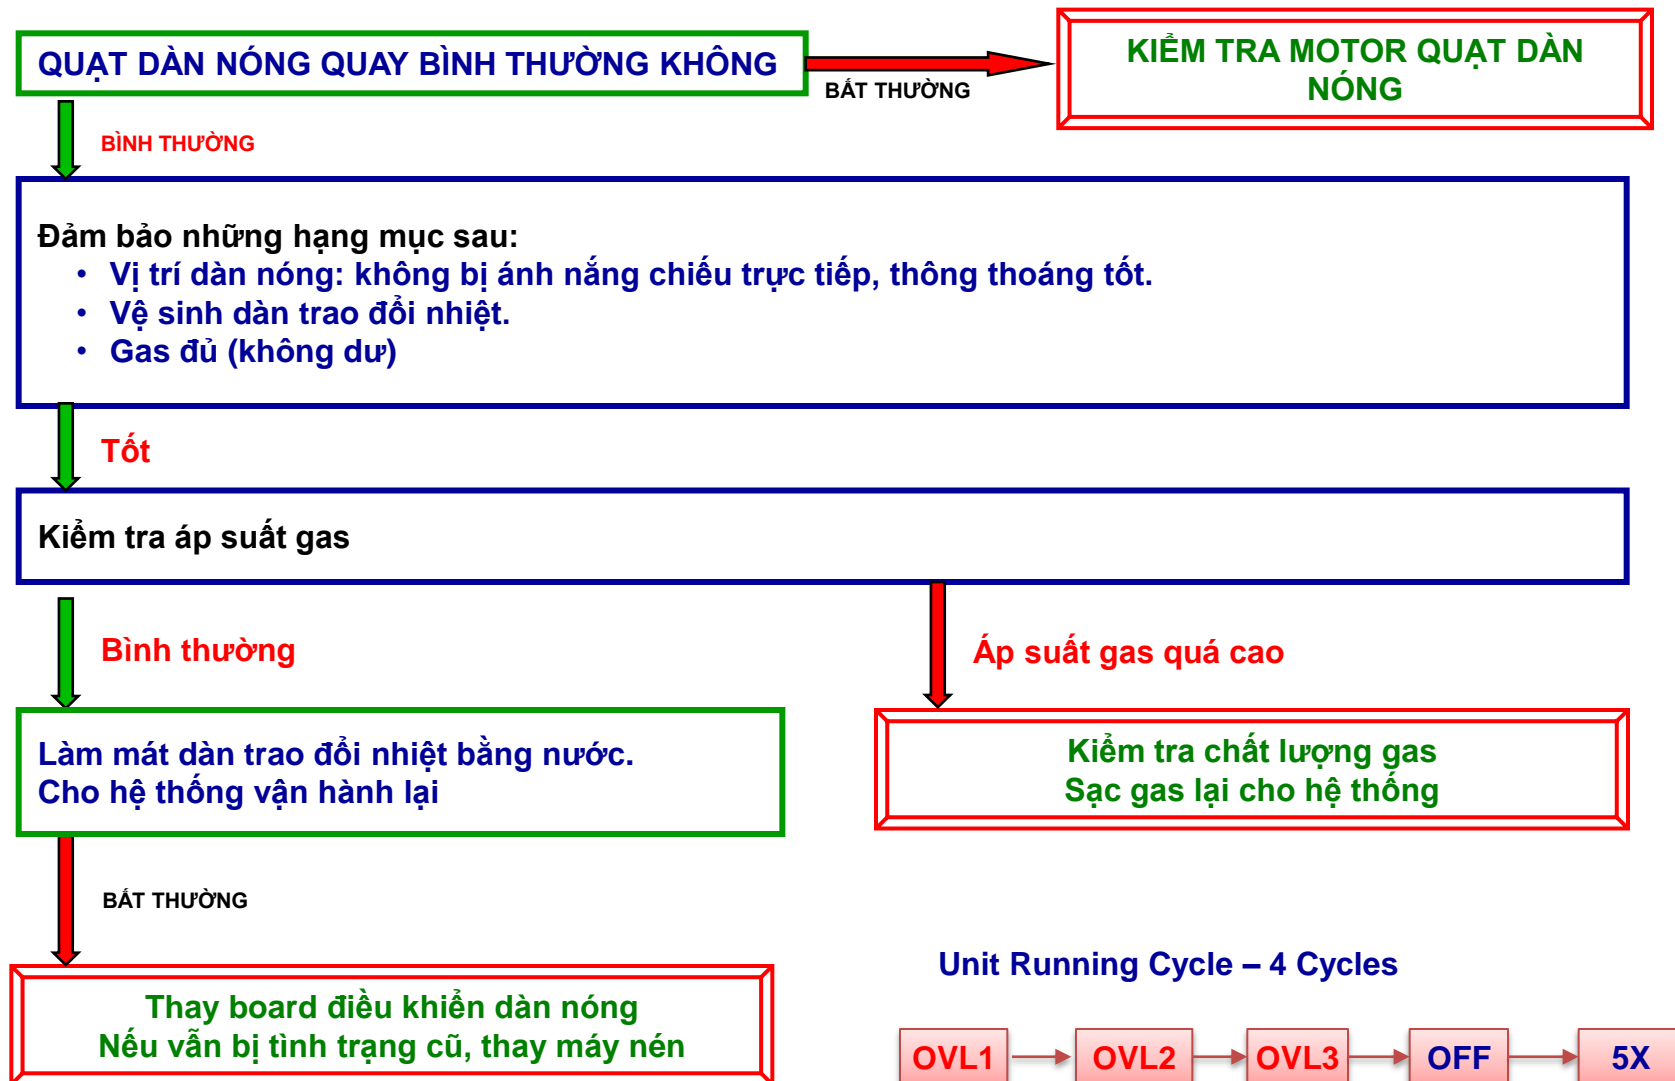 QUẠT DÀN NÓNG QUAY BÌNH THƯỜNG KHÔNG
BẤT THƯỜNG
KIỂM TRA MOTOR QUẠT DÀN
NÓNG
BÌNH THƯỜNG
Đảm bảo những hạng mục sau:
• Vị trí dàn nóng: không bị ánh nắng chiếu trực tiếp, thông thoáng tốt.
• Vệ sinh dàn trao đổi nhiệt.
• Gas đủ (không dư)
Tốt
Kiểm tra áp suất gas
Bình thường
Áp suất gas quá cao
Làm mát dàn trao đổi nhiệt bằng nước.
Cho hệ thống vận hành lại
Kiểm tra chất lượng gas
Sạc gas lại cho hệ thống
BẤT THƯỜNG
Thay board điều khiển dàn nóng
Nếu vẫn bị tình trạng cũ, thay máy nén
Unit Running Cycle – 4 Cycles
OVL1
OVL2
OVL3
OFF
5X